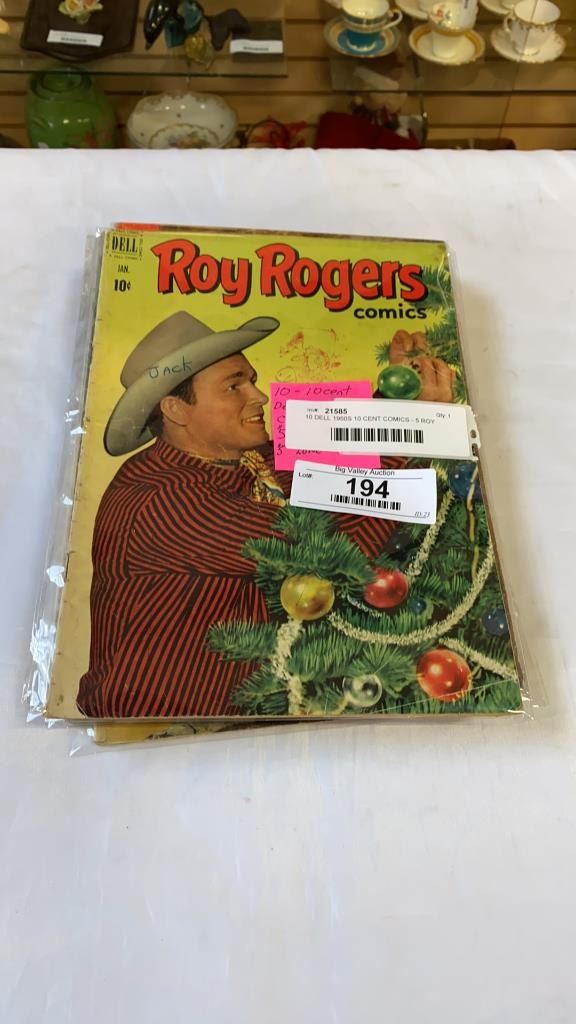 DELL
JAN.
10¢
Roy Rogers
comics
Jack
10 - 10 cent
Item#: 21585 Qty: 1
10 DELL 1950S 10 CENT COMICS - 5 ROY
Big Valley Auction
Lot#:
194